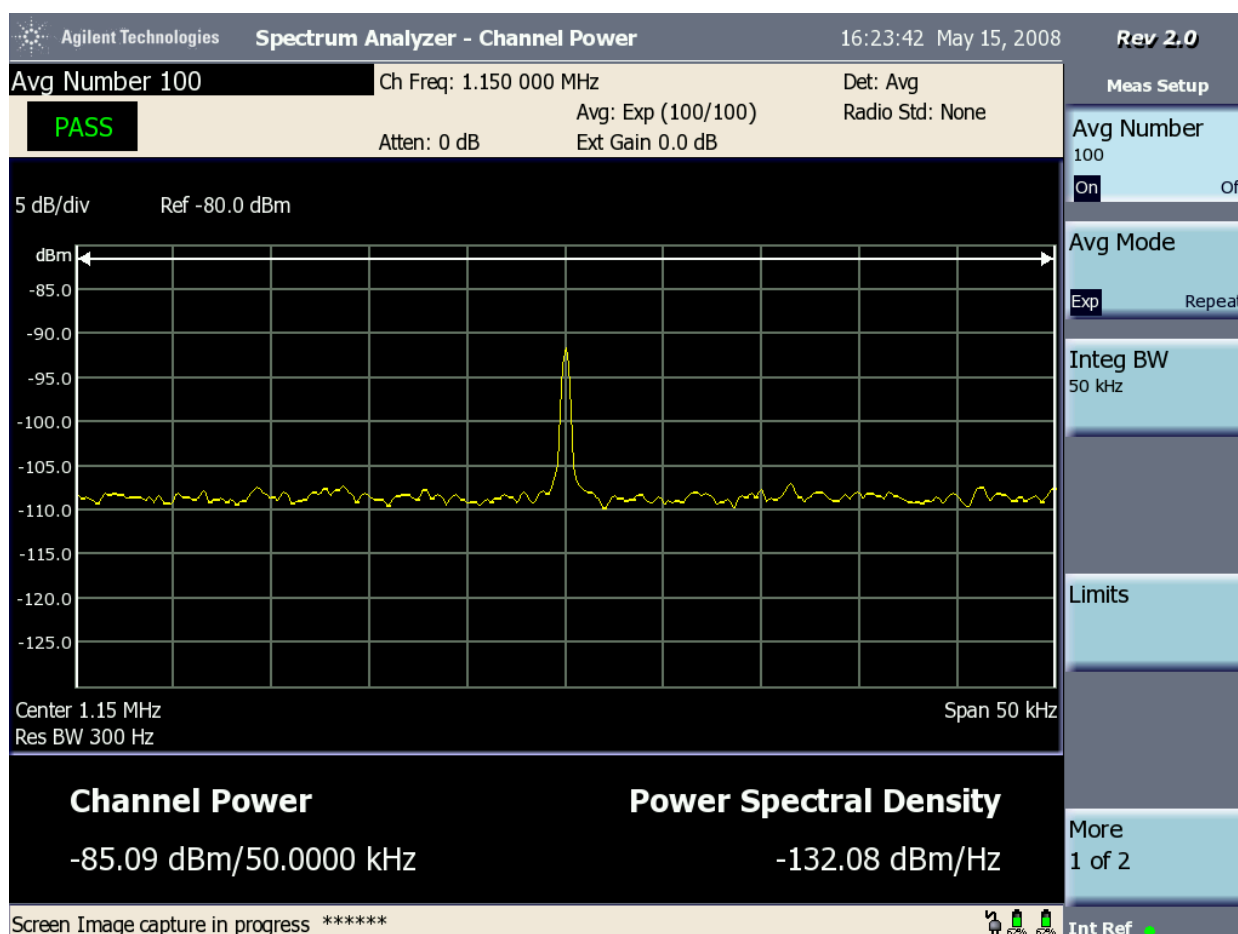 Agilent Technologies Spectrum Analyzer - Channel Power 16:23:42 May 15, 2008 Rev 2.0
Avg Number 100 Ch Freq: 1.150 000 MHz Det: Avg
PASS Avg: Exp (100/100) Radio Std: None
Atten: 0 dB Ext Gain 0.0 dB
5 dB/div Ref -80.0 dBm
dBm
-85.0
-90.0
-95.0
-100.0
-105.0
-110.0
-115.0
-120.0
-125.0
Center 1.15 MHz Span 50 kHz
Res BW 300 Hz
Channel Power Power Spectral Density
-85.09 dBm/50.0000 kHz -132.08 dBm/Hz
Screen Image capture in progress ******
Meas Setup
Avg Number
100
On Of
Avg Mode
Exp Repeat
Integ BW
50 kHz
Limits
More
1 of 2
Int Ref